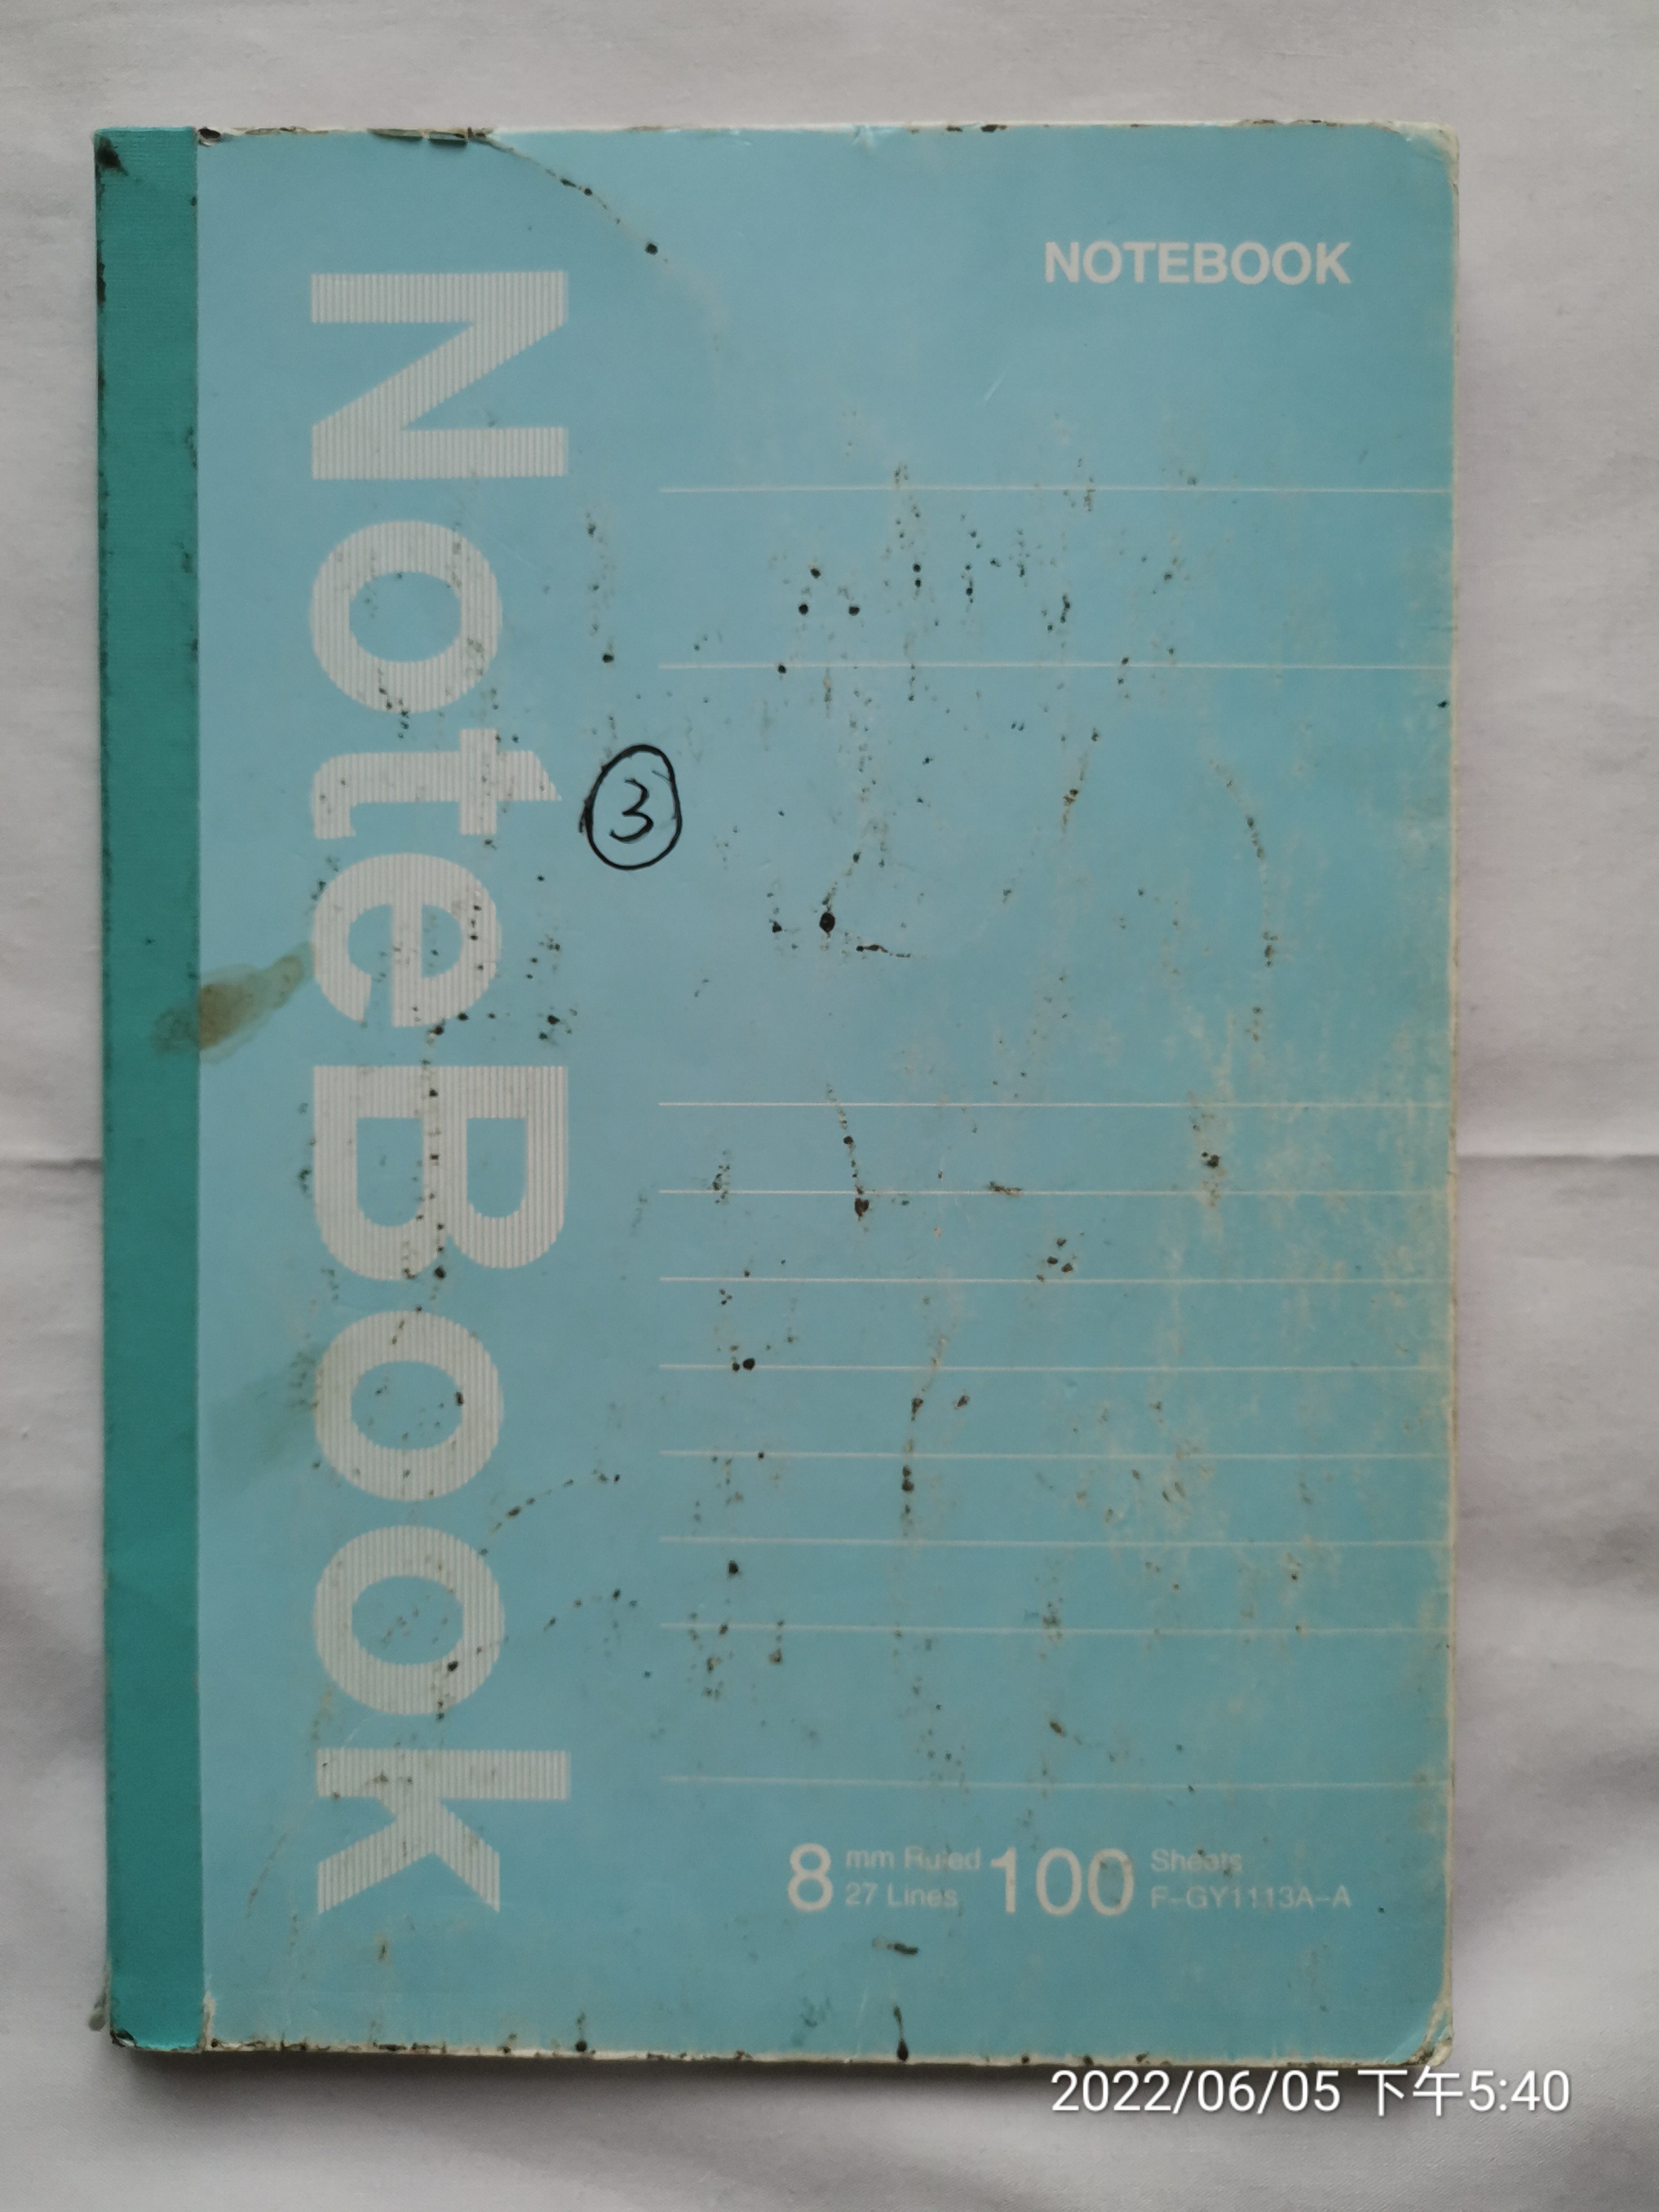 NOTEBOOK
NoteBook
③
8 mm Ruled 27 Lines 100 Sheets F-GY1113A-A
2022/06/05 下午5:40